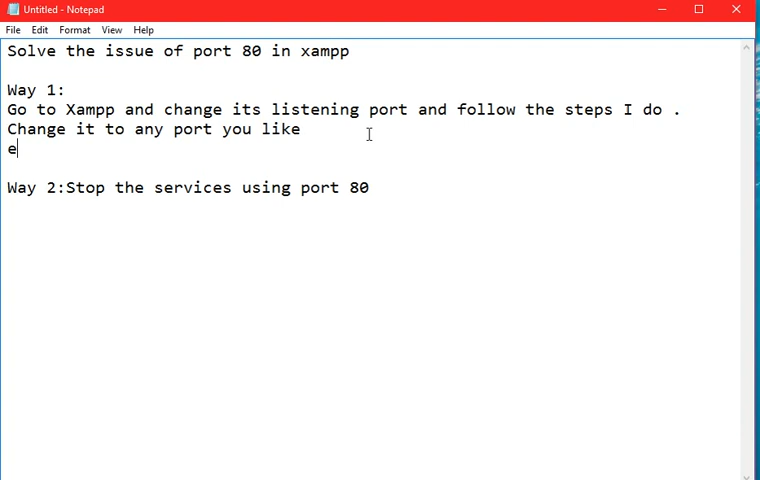 Untitled - Notepad
File Edit Format View Help
Solve the issue of port 80 in xampp
Way 1:
Go to Xampp and change its listening port and follow the steps I do .
Change it to any port you like
e
Way 2:Stop the services using port 80